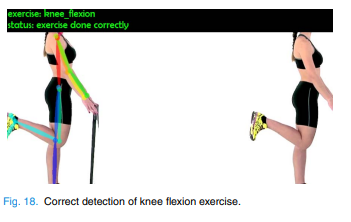 exercise: knee_flexion
status: exercise done correctly
Fig. 18. Correct detection of knee flexion exercise.